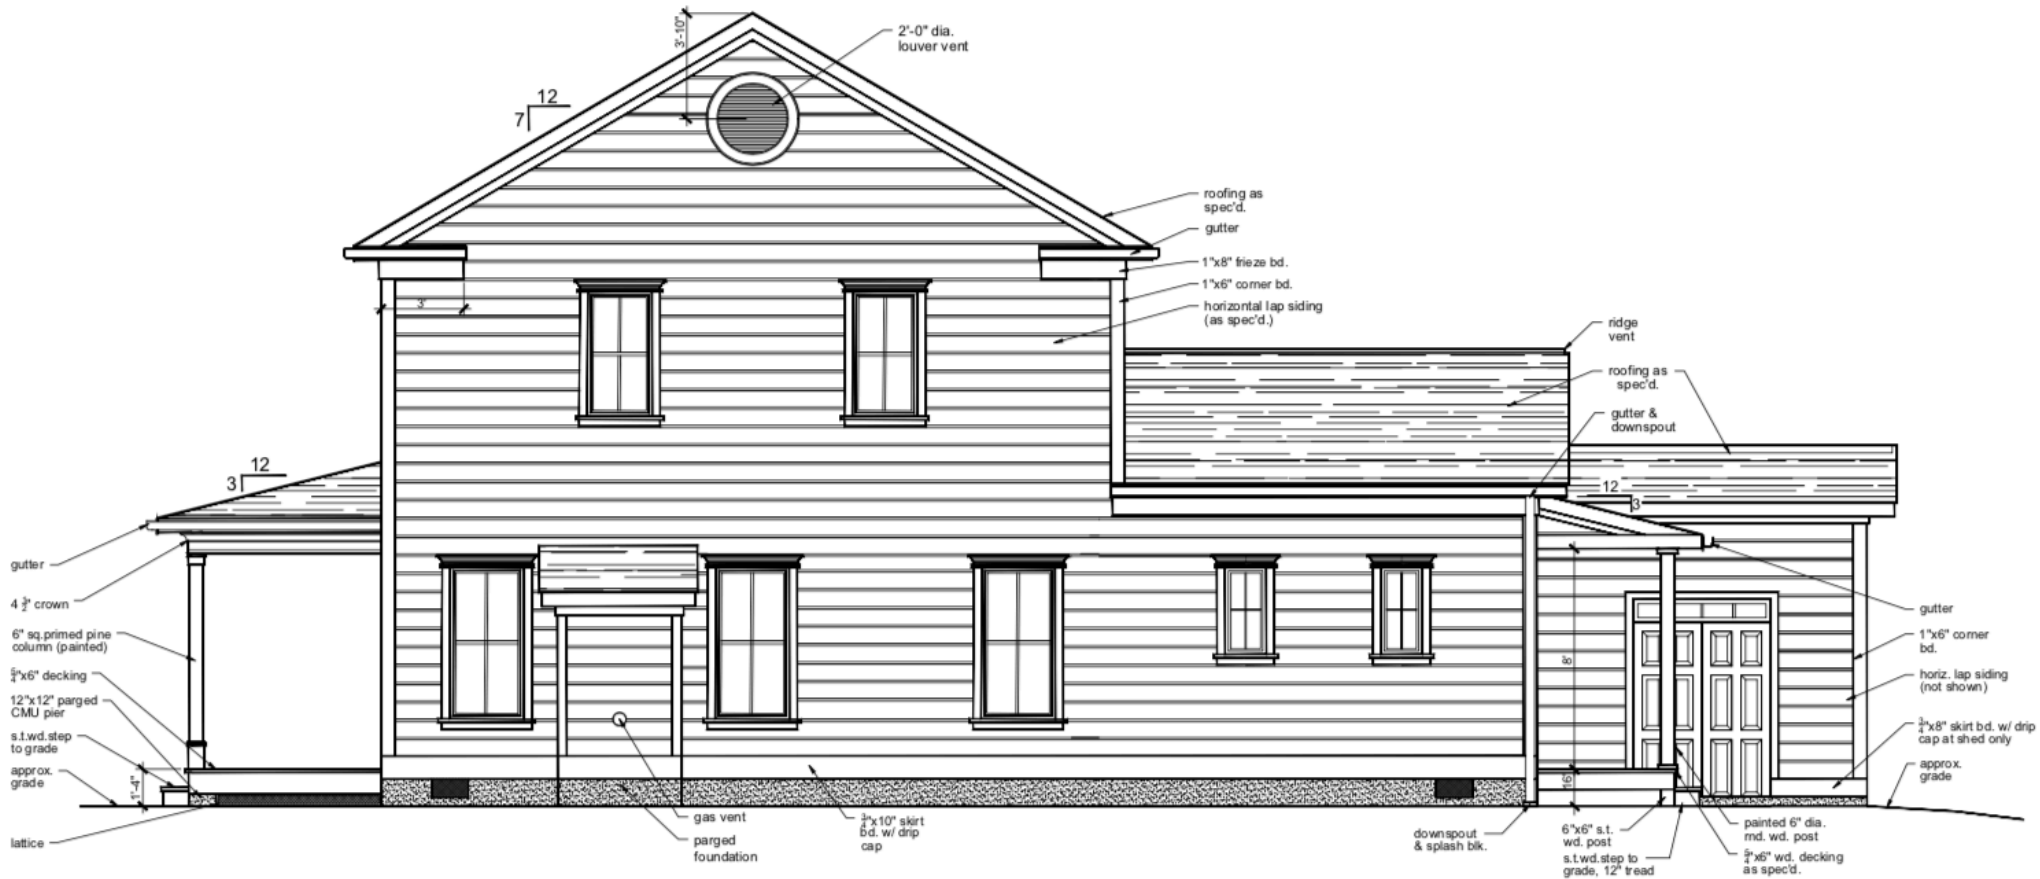 3'-10"
2'-0" dia.
louver vent
12
7
roofing as
spec'd.
gutter
1"x8" frieze bd.
1"x6" corner bd.
horizontal lap siding
(as spec'd.)
3'
ridge
vent
roofing as
spec'd.
gutter &
downspout
12
3
12
3
gutter
4 3/2" crown
6" sq.primed pine
column (painted)
5/4"x6" decking
12"x12" parged
CMU pier
s.t.wd.step
to grade
approx.
grade
1'-4"
lattice
8'
16"
gutter
1"x6" corner
bd.
horiz. lap siding
(not shown)
3/4"x8" skirt bd. w/ drip
cap at shed only
approx.
grade
gas vent
parged
foundation
3/4"x10" skirt
bd. w/ drip
cap
downspout
& splash blk.
6"x6" s.t.
wd. post
s.t.wd.step to
grade, 12" tread
painted 6" dia.
rnd. wd. post
5/4"x6" wd. decking
as spec'd.